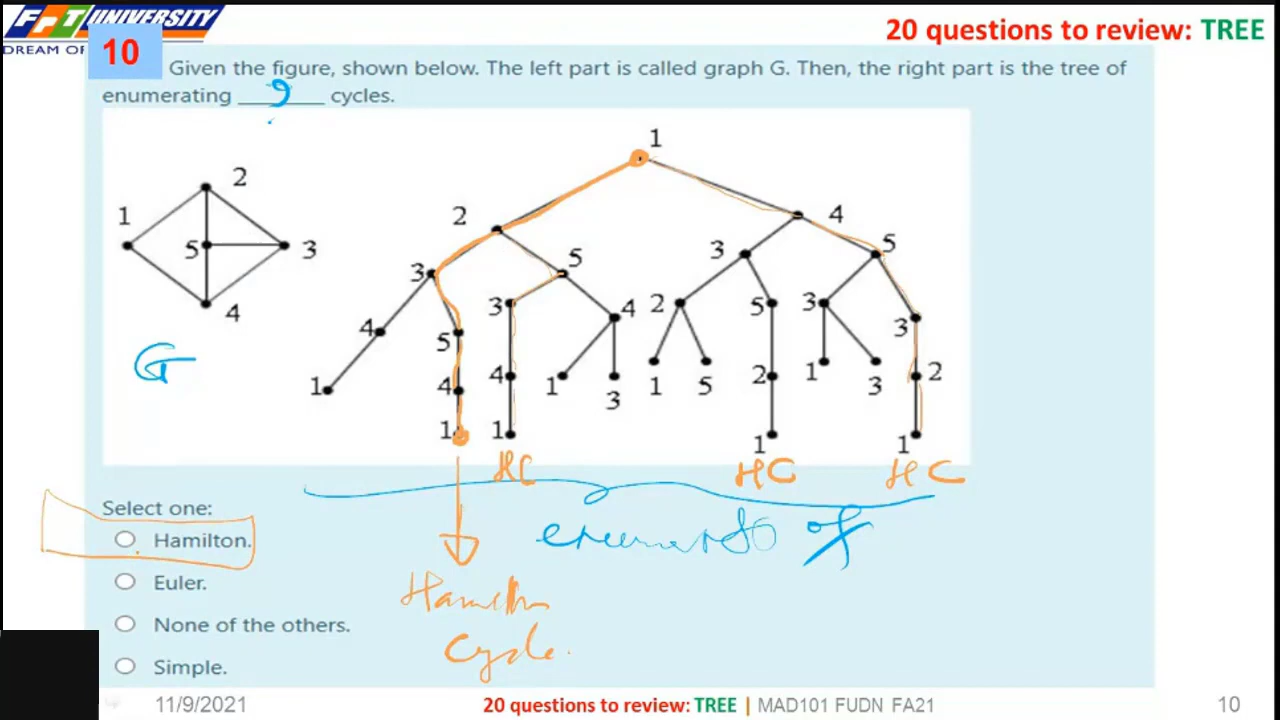 FPT UNIVERSITY
DREAM OF
20 questions to review: TREE
10
Given the figure, shown below. The left part is called graph G. Then, the right part is the tree of
enumerating ________ cycles.
?
1
2
5
3
4
G
1
2
4
3
5
3
5
4
5
3
4
2
5
3
3
1
4
4
1
3
1
5
2
1
3
2
1
1
1
1
HC
HC
HC
Select one:
Hamilton.
Euler.
None of the others.
Simple.
of
Hamilton
cycle.
11/9/2021
20 questions to review: TREE | MAD101 FUDN FA21
10